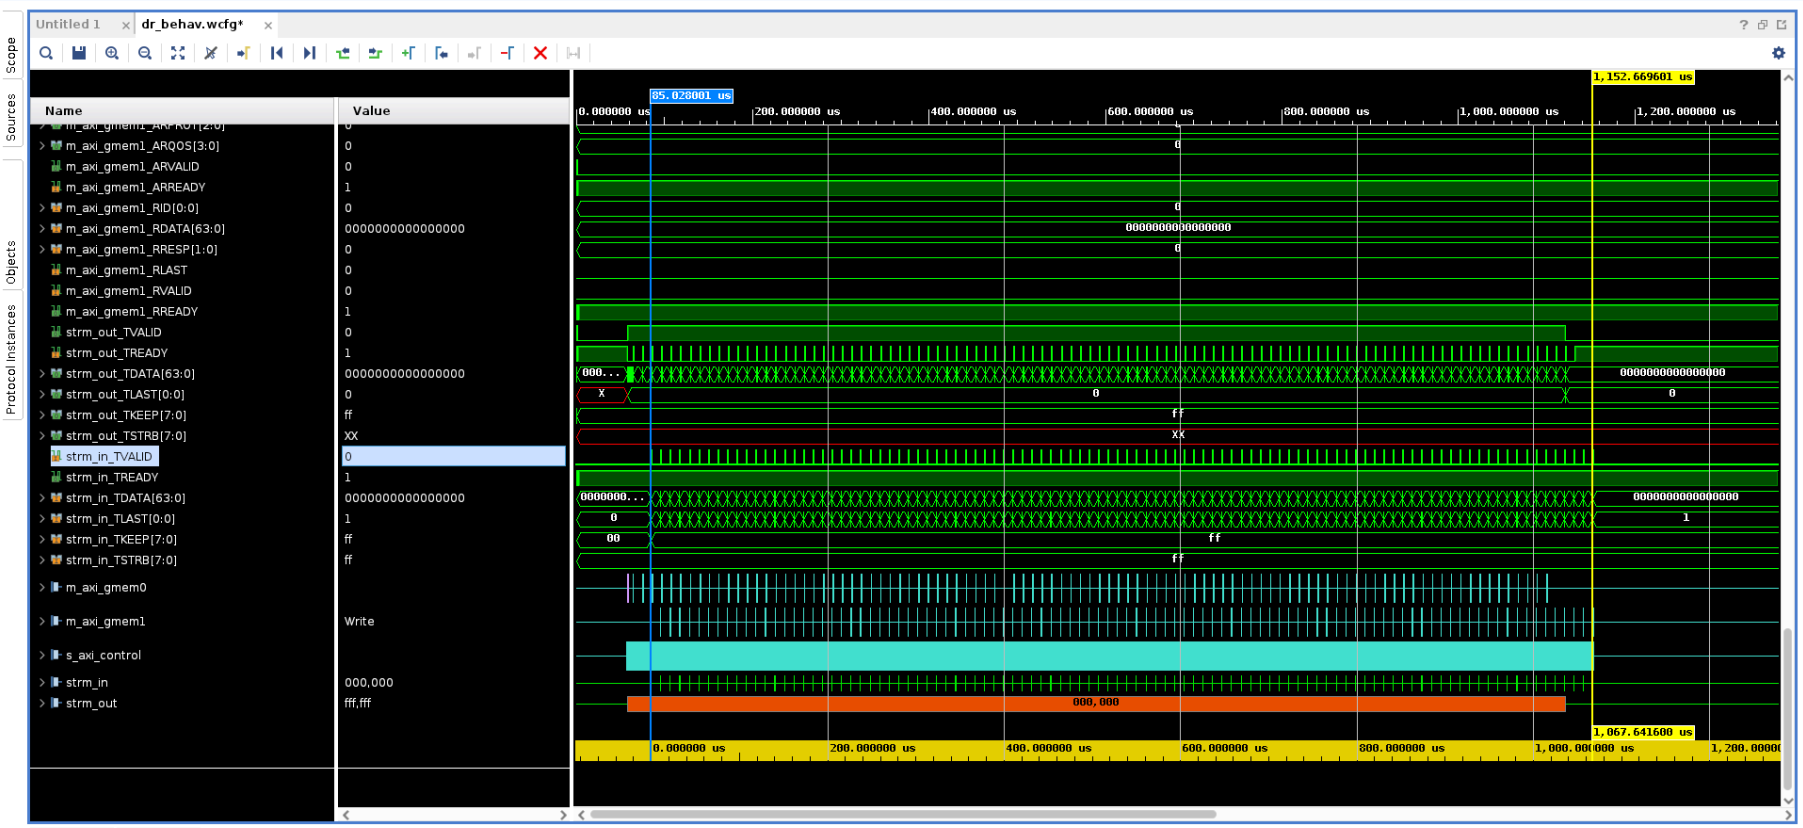 Untitled 1
dr_behav.wcfg*
Scope
Sources
Objects
Protocol Instances
Name Value
1,152.669601 us
85.028001 us
0.000000 us 200.000000 us 400.000000 us 600.000000 us 800.000000 us 1,000.000000 us 1,200.000000 us
m_axi_gmem1_ARPROT[2:0] 0
m_axi_gmem1_ARQOS[3:0] 0 0
m_axi_gmem1_ARVALID 0
m_axi_gmem1_ARREADY 1
m_axi_gmem1_RID[0:0] 0 0
m_axi_gmem1_RDATA[63:0] 0000000000000000 0000000000000000
m_axi_gmem1_RRESP[1:0] 0 0
m_axi_gmem1_RLAST 0
m_axi_gmem1_RVALID 0
m_axi_gmem1_RREADY 1
strm_out_TVALID 0
strm_out_TREADY 1
strm_out_TDATA[63:0] 0000000000000000 000... 0000000000000000
strm_out_TLAST[0:0] 0 X 0 0
strm_out_TKEEP[7:0] ff ff
strm_out_TSTRB[7:0] XX XX
strm_in_TVALID 0
strm_in_TREADY 1
strm_in_TDATA[63:0] 0000000000000000 0000000... 0000000000000000
strm_in_TLAST[0:0] 1 0 1
strm_in_TKEEP[7:0] ff 00 ff
strm_in_TSTRB[7:0] ff ff
m_axi_gmem0
m_axi_gmem1 Write
s_axi_control
strm_in 000,000
strm_out fff,fff 000,000
1,067.641600 us
0.000000 us 200.000000 us 400.000000 us 600.000000 us 800.000000 us 1,000.000000 us 1,200.00000